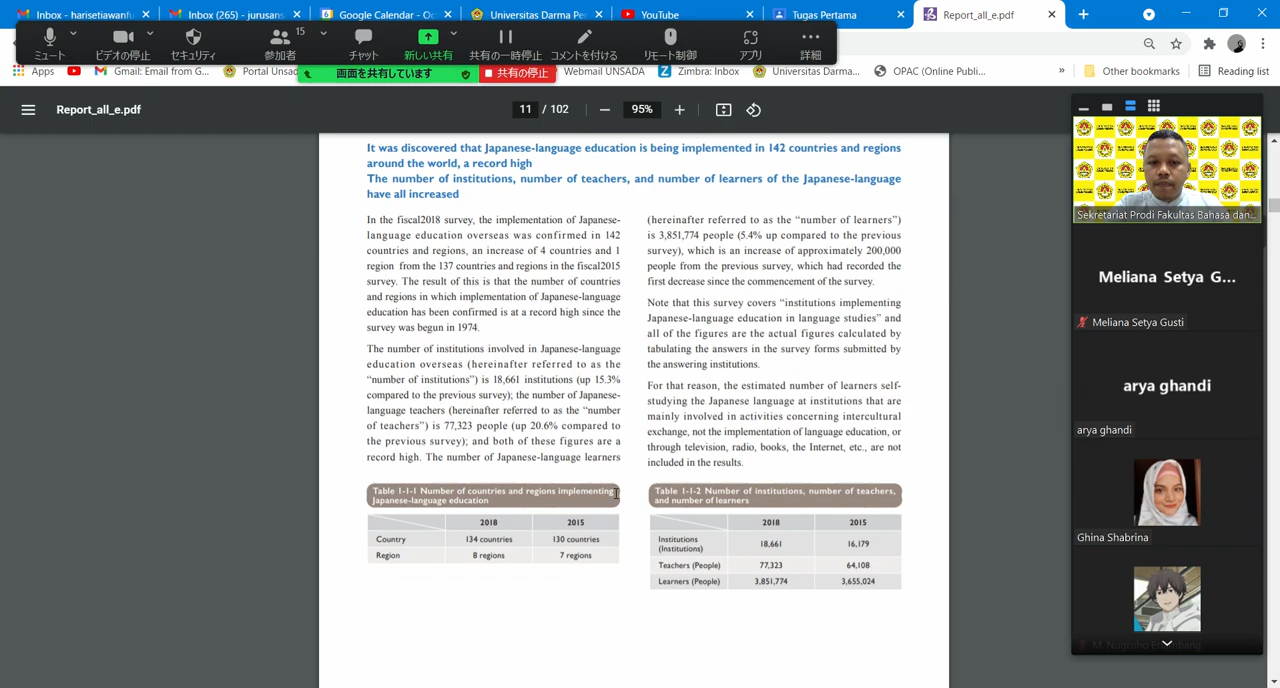 Inbox - harisetiawanfu
Inbox (265) - jurusans
Google Calendar - Oc
Universitas Darma Per
YouTube
Tugas Pertama
Report_all_e.pdf
ミュート
ビデオの停止
セキュリティ
15
参加者
チャット
新しい共有
共有の一時停止
コメントを付ける
リモート制御
アプリ
詳細
Apps
Gmail: Email from G...
Portal Unsad
画面を共有しています
共有の停止
Webmail UNSADA
Zimbra: Inbox
Universitas Darma...
OPAC (Online Publi...
»
Other bookmarks
Reading list
Report_all_e.pdf
11 / 102
95%
It was discovered that Japanese-language education is being implemented in 142 countries and regions
around the world, a record high
The number of institutions, number of teachers, and number of learners of the Japanese-language
have all increased
In the fiscal2018 survey, the implementation of Japanese-
language education overseas was confirmed in 142
countries and regions, an increase of 4 countries and 1
region from the 137 countries and regions in the fiscal2015
survey. The result of this is that the number of countries
and regions in which implementation of Japanese-language
education has been confirmed is at a record high since the
survey was begun in 1974.
The number of institutions involved in Japanese-language
education overseas (hereinafter referred to as the
“number of institutions”) is 18,661 institutions (up 15.3%
compared to the previous survey); the number of Japanese-
language teachers (hereinafter referred to as the “number
of teachers”) is 77,323 people (up 20.6% compared to
the previous survey); and both of these figures are a
record high. The number of Japanese-language learners
(hereinafter referred to as the “number of learners”)
is 3,851,774 people (5.4% up compared to the previous
survey), which is an increase of approximately 200,000
people from the previous survey, which had recorded the
first decrease since the commencement of the survey.
Note that this survey covers “institutions implementing
Japanese-language education in language studies” and
all of the figures are the actual figures calculated by
tabulating the answers in the survey forms submitted by
the answering institutions.
For that reason, the estimated number of learners self-
studying the Japanese language at institutions that are
mainly involved in activities concerning intercultural
exchange, not the implementation of language education, or
through television, radio, books, the Internet, etc., are not
included in the results.
Table 1-1-1 Number of countries and regions implementing
Japanese-language education
2018 2015
Country 134 countries 130 countries
Region 8 regions 7 regions
Table 1-1-2 Number of institutions, number of teachers,
and number of learners
2018 2015
Institutions
(Institutions) 18,661 16,179
Teachers (People) 77,323 64,108
Learners (People) 3,851,774 3,655,024
Sekretariat Prodi Fakultas Bahasa dan...
Meliana Setya G...
Meliana Setya Gusti
arya ghandi
arya ghandi
Ghina Shabrina
M. Nugroho